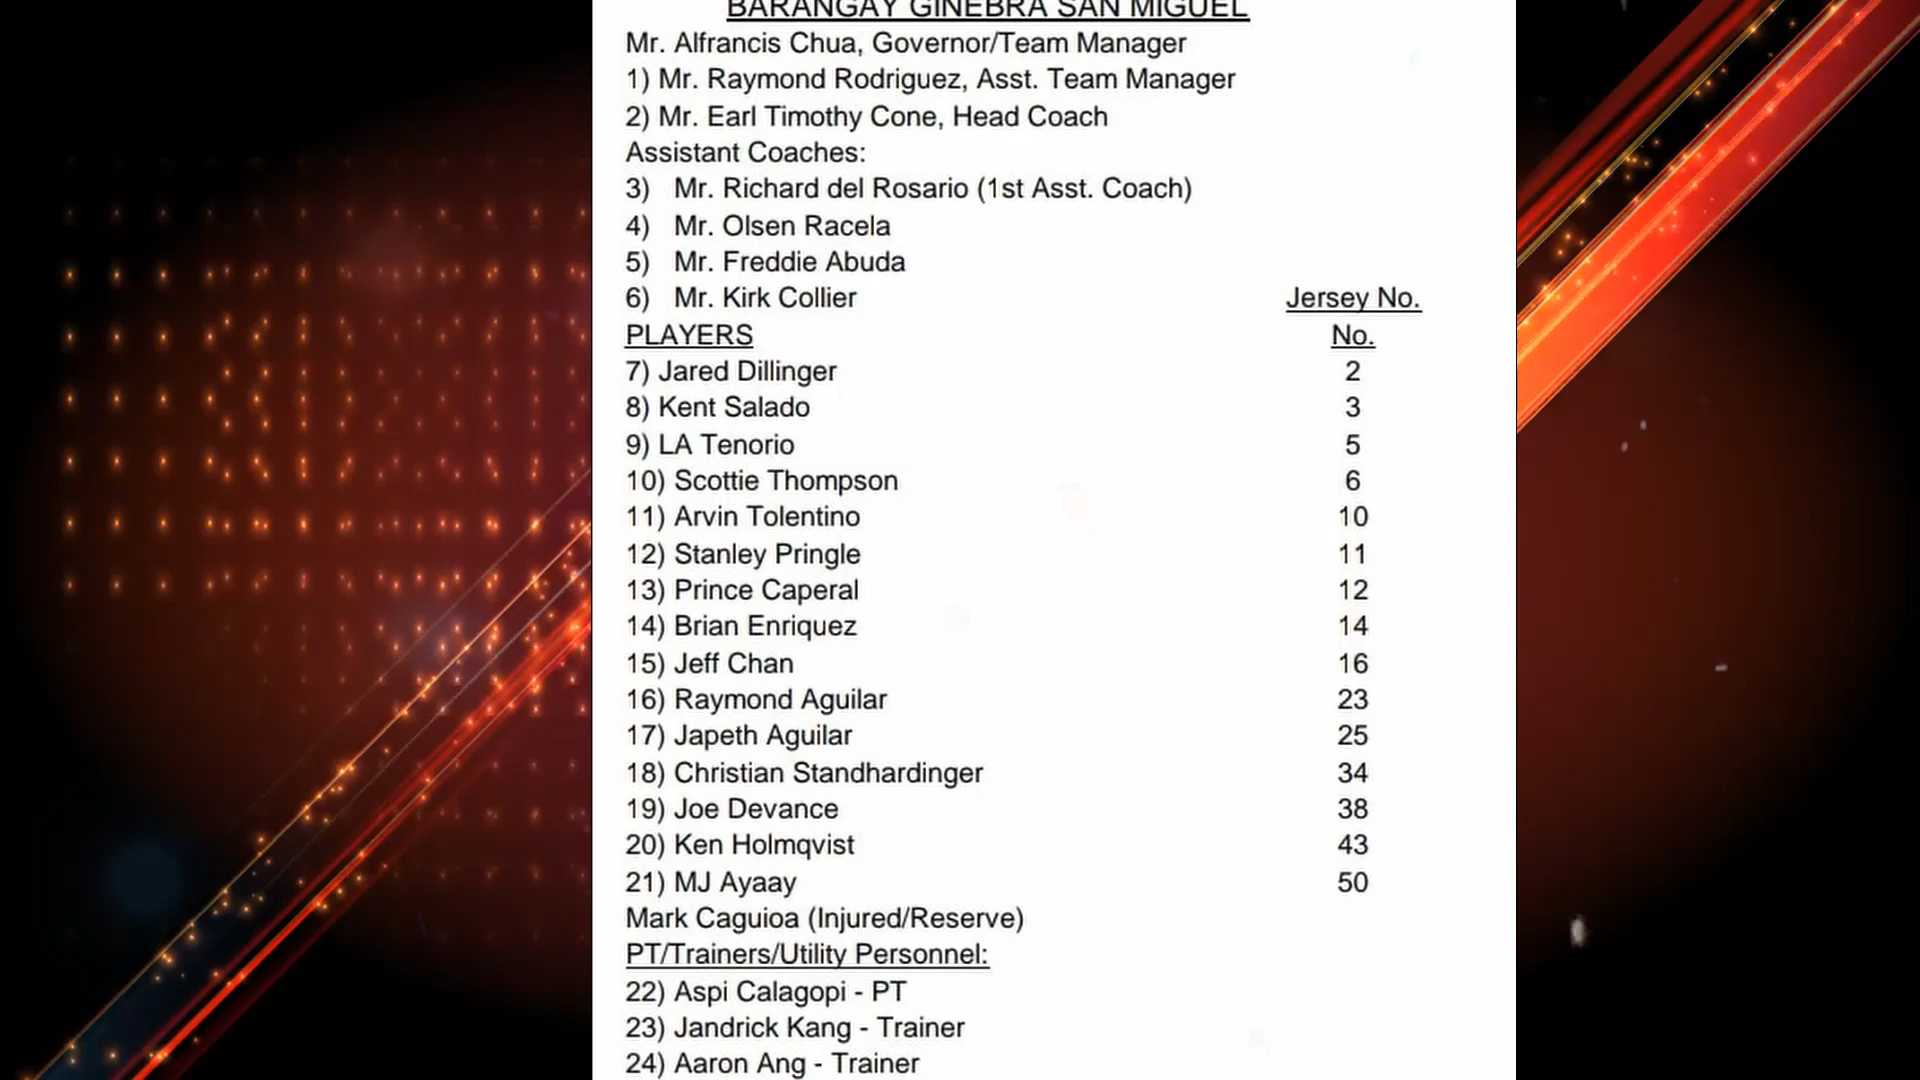 BARANGAY GINEBRA SAN MIGUEL
Mr. Alfrancis Chua, Governor/Team Manager
1) Mr. Raymond Rodriguez, Asst. Team Manager
2) Mr. Earl Timothy Cone, Head Coach
Assistant Coaches:
3) Mr. Richard del Rosario (1st Asst. Coach)
4) Mr. Olsen Racela
5) Mr. Freddie Abuda
6) Mr. Kirk Collier Jersey No.
PLAYERS No.
7) Jared Dillinger 2
8) Kent Salado 3
9) LA Tenorio 5
10) Scottie Thompson 6
11) Arvin Tolentino 10
12) Stanley Pringle 11
13) Prince Caperal 12
14) Brian Enriquez 14
15) Jeff Chan 16
16) Raymond Aguilar 23
17) Japeth Aguilar 25
18) Christian Standhardinger 34
19) Joe Devance 38
20) Ken Holmqvist 43
21) MJ Ayaay 50
Mark Caguioa (Injured/Reserve)
PT/Trainers/Utility Personnel:
22) Aspi Calagopi - PT
23) Jandrick Kang - Trainer
24) Aaron Ang - Trainer